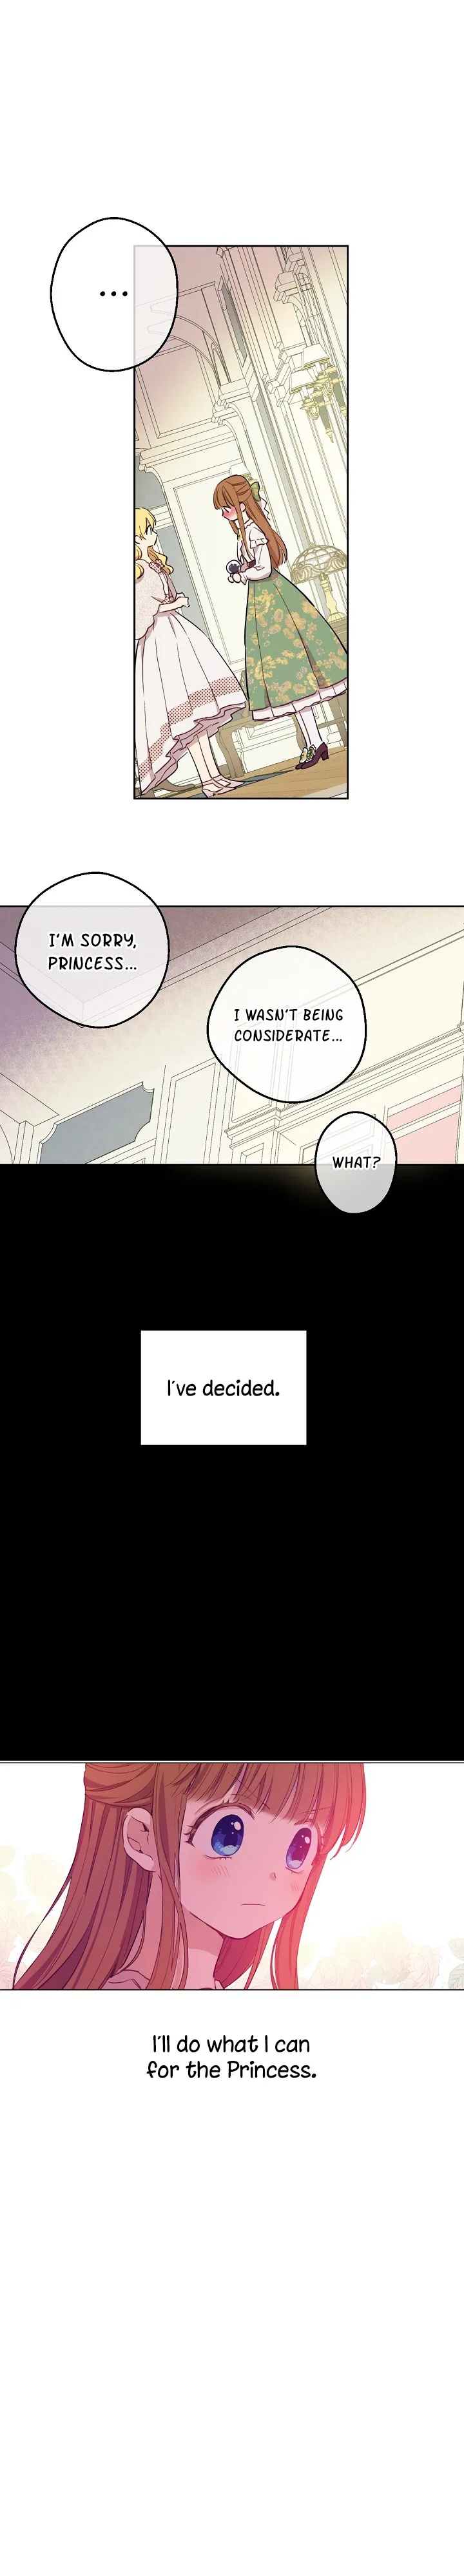 ...
I'M SORRY,
PRINCESS...
I WASN'T BEING
CONSIDERATE...
WHAT?
I've decided.
I'll do what I can
for the Princess.